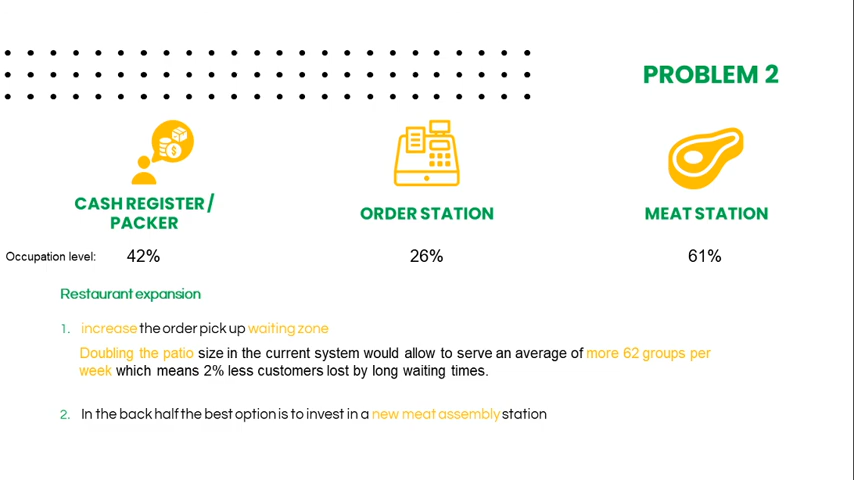 PROBLEM 2
CASH REGISTER /
PACKER
ORDER STATION
MEAT STATION
Occupation level: 42% 26% 61%
Restaurant expansion
1. increase the order pick up waiting zone
Doubling the patio size in the current system would allow to serve an average of more 62 groups per
week which means 2% less customers lost by long waiting times.
2. In the back half the best option is to invest in a new meat assembly station